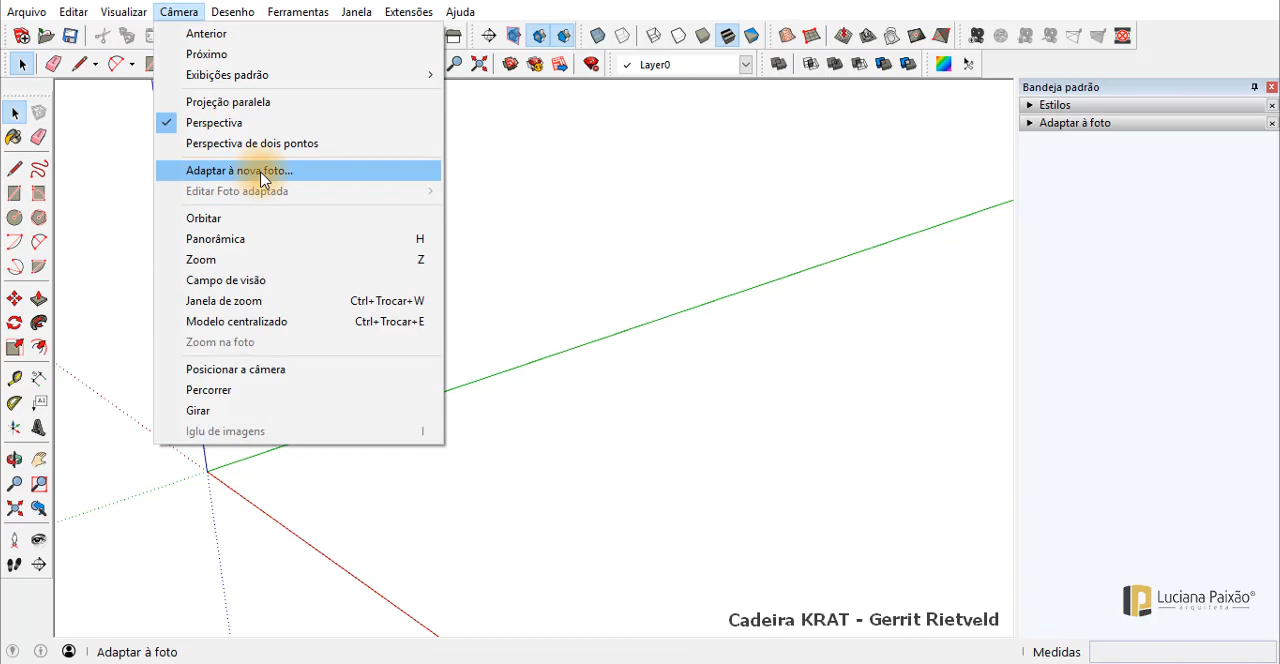 Arquivo Editar Visualizar Câmera Desenho Ferramentas Janela Extensões Ajuda
Anterior
Próximo
Exibições padrão
Projeção paralela
Perspectiva
Perspectiva de dois pontos
Adaptar à nova foto...
Editar Foto adaptada
Orbitar
Panorâmica H
Zoom Z
Campo de visão
Janela de zoom Ctrl+Trocar+W
Modelo centralizado Ctrl+Trocar+E
Zoom na foto
Posicionar a câmera
Percorrer
Girar
Iglu de imagens I
Layer0
Bandeja padrão
Estilos
Adaptar à foto
Luciana Paixão®
arquiteta
Cadeira KRAT - Gerrit Rietveld
Adaptar à foto
Medidas